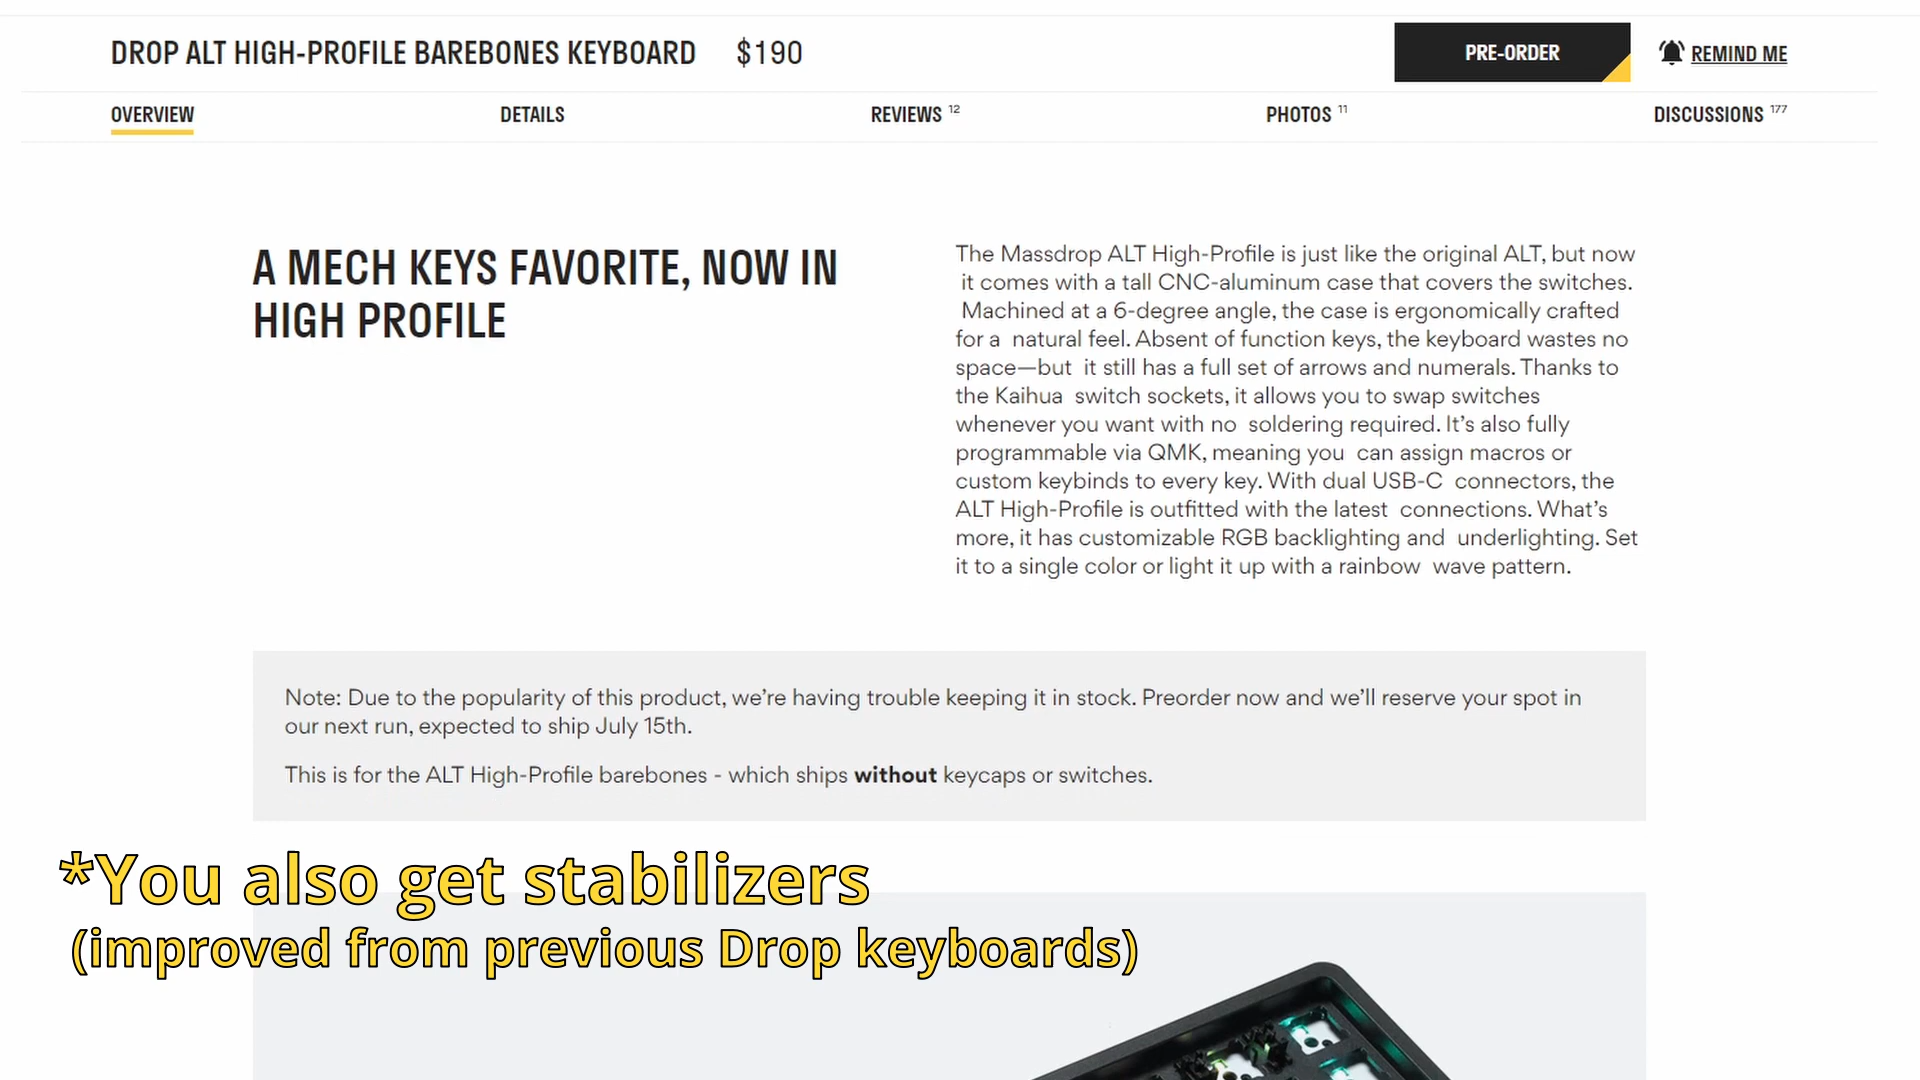 DROP ALT HIGH-PROFILE BAREBONES KEYBOARD $190
PRE-ORDER
REMIND ME
OVERVIEW
DETAILS
REVIEWS 12
PHOTOS 11
DISCUSSIONS 177
A MECH KEYS FAVORITE, NOW IN
HIGH PROFILE
The Massdrop ALT High-Profile is just like the original ALT, but now
it comes with a tall CNC-aluminum case that covers the switches.
Machined at a 6-degree angle, the case is ergonomically crafted
for a natural feel. Absent of function keys, the keyboard wastes no
space—but it still has a full set of arrows and numerals. Thanks to
the Kaihua switch sockets, it allows you to swap switches
whenever you want with no soldering required. It’s also fully
programmable via QMK, meaning you can assign macros or
custom keybinds to every key. With dual USB-C connectors, the
ALT High-Profile is outfitted with the latest connections. What’s
more, it has customizable RGB backlighting and underlighting. Set
it to a single color or light it up with a rainbow wave pattern.
Note: Due to the popularity of this product, we’re having trouble keeping it in stock. Preorder now and we’ll reserve your spot in
our next run, expected to ship July 15th.
This is for the ALT High-Profile barebones - which ships without keycaps or switches.
*You also get stabilizers
(improved from previous Drop keyboards)